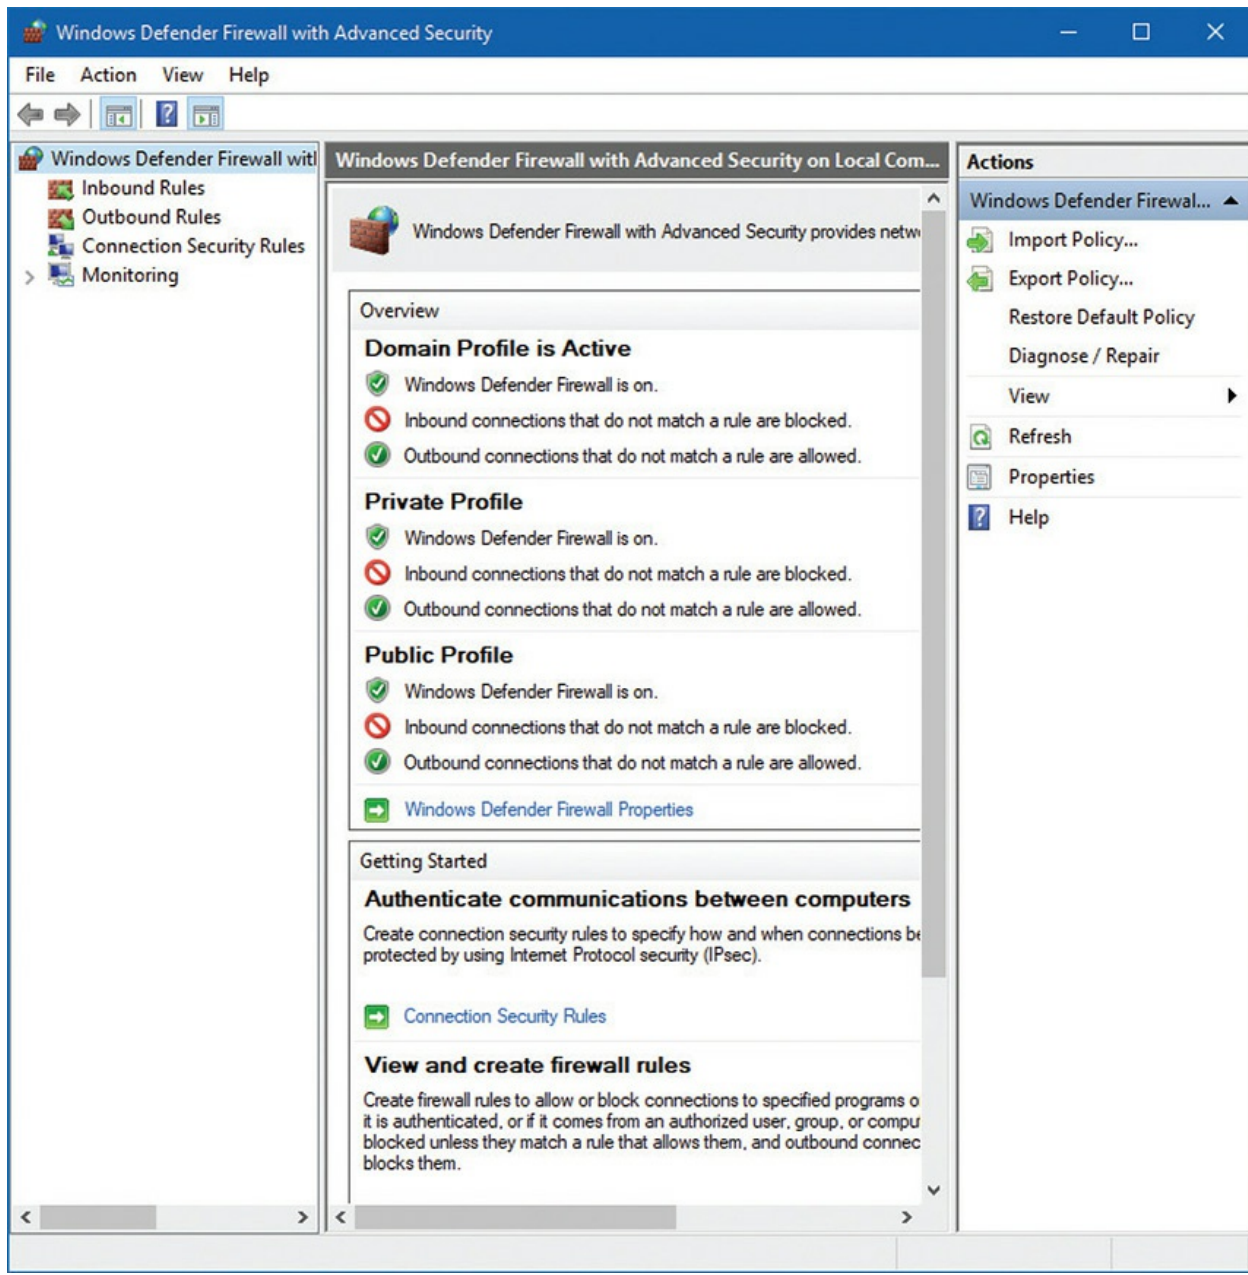 Windows Defender Firewall with Advanced Security
File Action View Help
Windows Defender Firewall with
Inbound Rules
Outbound Rules
Connection Security Rules
Monitoring
Windows Defender Firewall with Advanced Security on Local Com...
Windows Defender Firewall with Advanced Security provides netw
Overview
Domain Profile is Active
Windows Defender Firewall is on.
Inbound connections that do not match a rule are blocked.
Outbound connections that do not match a rule are allowed.
Private Profile
Windows Defender Firewall is on.
Inbound connections that do not match a rule are blocked.
Outbound connections that do not match a rule are allowed.
Public Profile
Windows Defender Firewall is on.
Inbound connections that do not match a rule are blocked.
Outbound connections that do not match a rule are allowed.
Windows Defender Firewall Properties
Getting Started
Authenticate communications between computers
Create connection security rules to specify how and when connections be
protected by using Internet Protocol security (IPsec).
Connection Security Rules
View and create firewall rules
Create firewall rules to allow or block connections to specified programs o
it is authenticated, or if it comes from an authorized user, group, or compu
blocked unless they match a rule that allows them, and outbound connec
blocks them.
Actions
Windows Defender Firewal...
Import Policy...
Export Policy...
Restore Default Policy
Diagnose / Repair
View
Refresh
Properties
Help